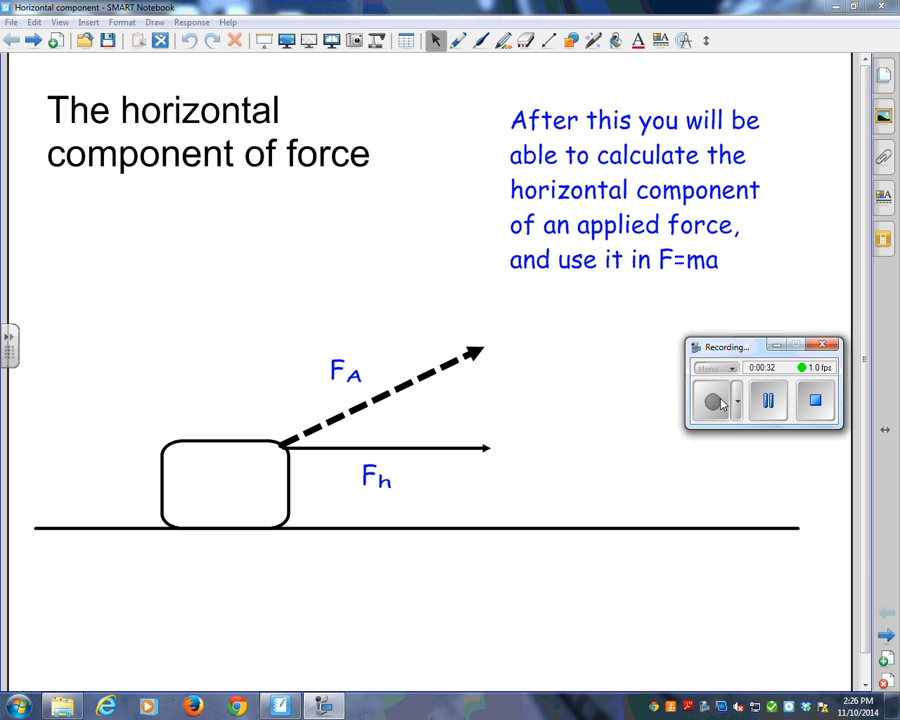 Horizontal component - SMART Notebook
File Edit View Insert Format Draw Response Help
The horizontal
component of force
After this you will be
able to calculate the
horizontal component
of an applied force,
and use it in F=ma
FA
Fh
Recording...
Menu 0:00:32 1.0 fps
2:26 PM
11/10/2014